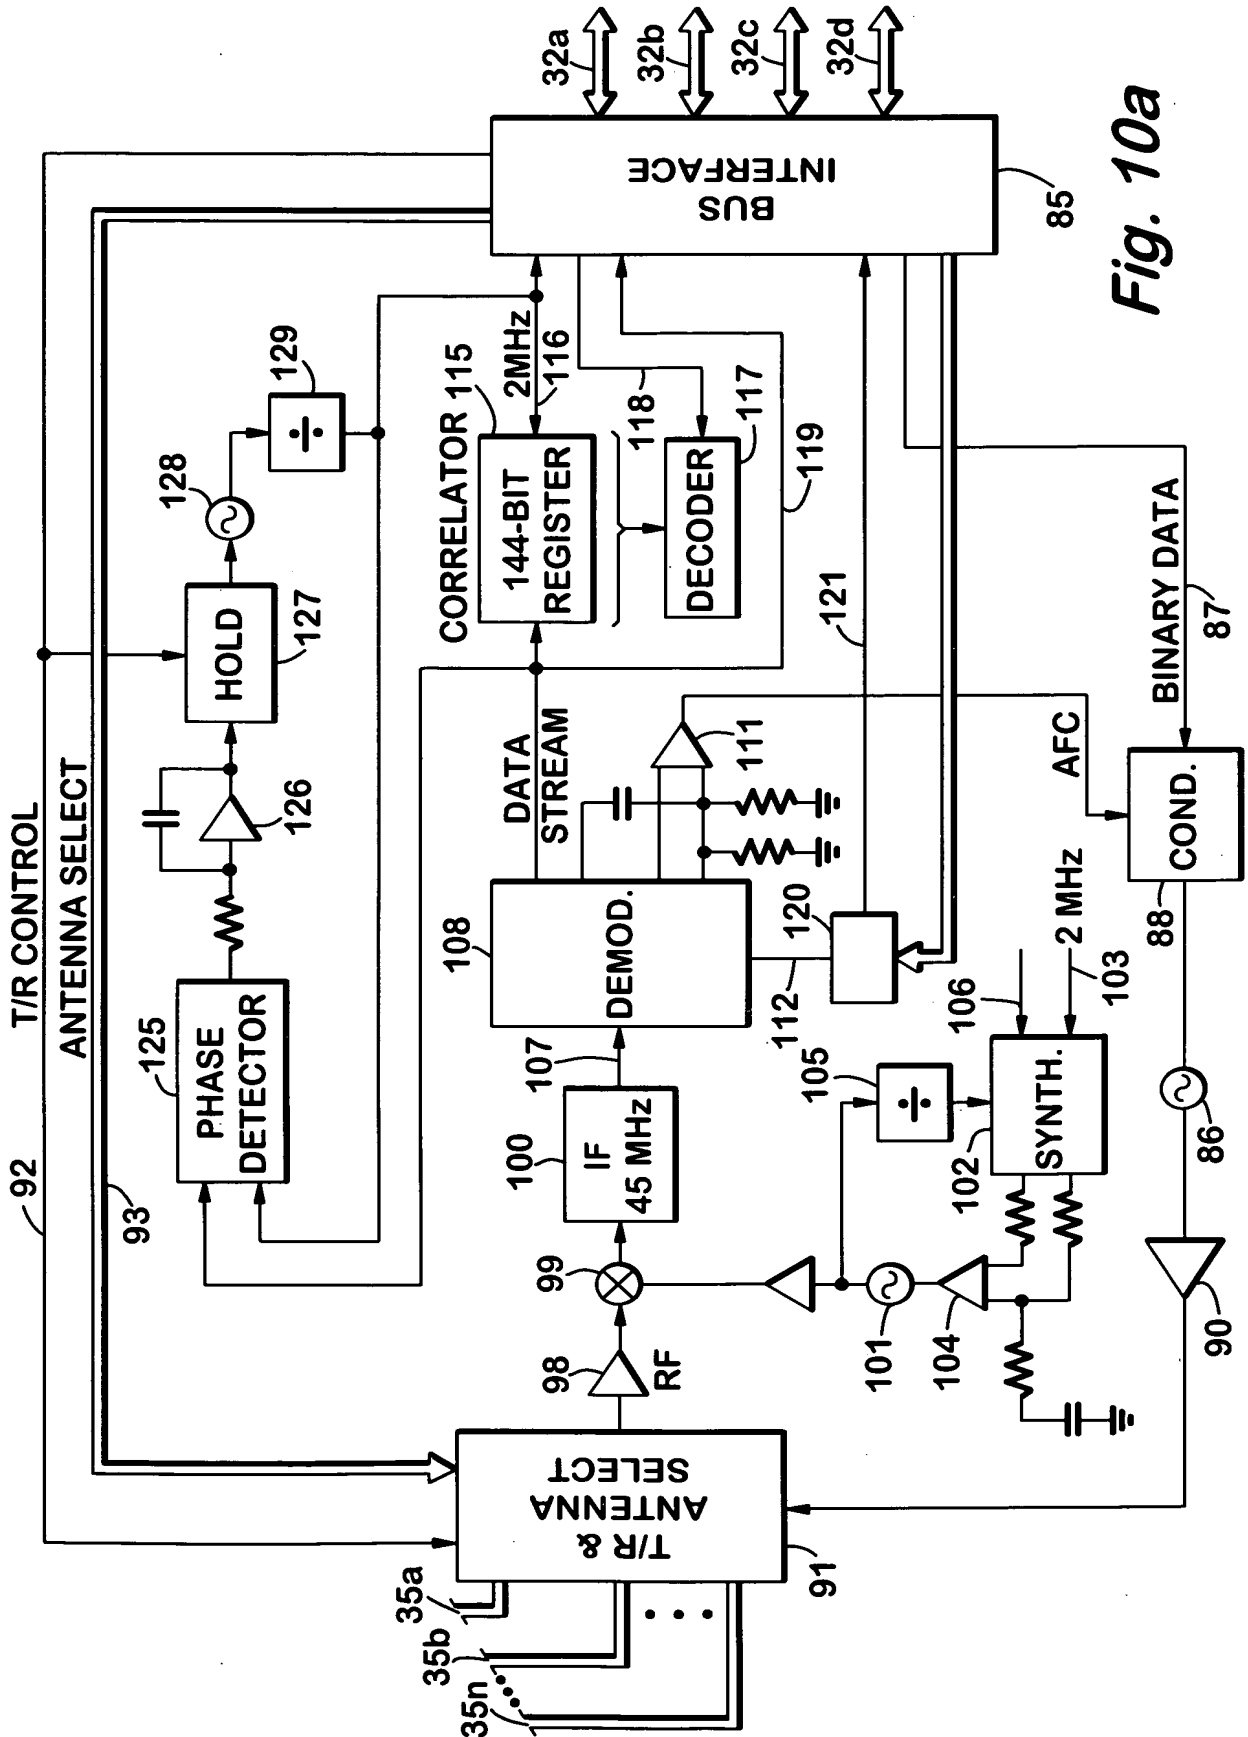 T/R CONTROL
ANTENNA SELECT
92
93
125
PHASE
DETECTOR
126
HOLD
127
128
129
CORRELATOR 115
144-BIT
REGISTER
2MHz
116
118
DECODER
117
119
BUS
INTERFACE
85
32a
32b
32c
32d
DATA
STREAM
108
DEMOD.
111
112
120
121
107
100
IF
45 MHz
99
98
RF
T/R &
ANTENNA
SELECT
91
35a
35b
35n
101
104
105
102
SYNTH.
106
2 MHz
103
AFC
BINARY DATA
87
COND.
88
86
90
Fig. 10a